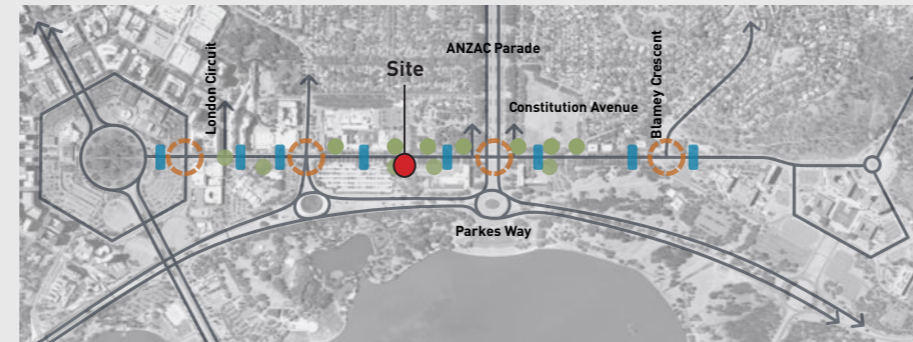 London Circuit
Site
ANZAC Parade
Constitution Avenue
Blamey Crescent
Parkes Way